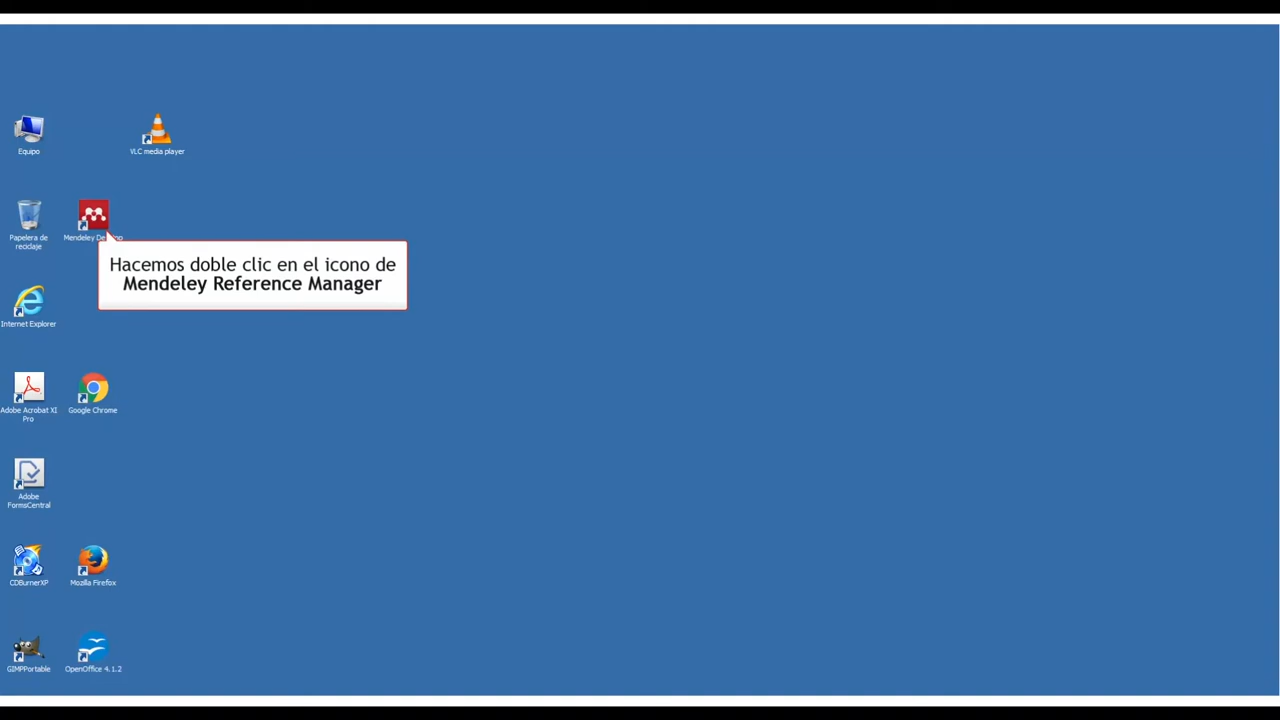 Equipo
VLC media player
Papelera de
reciclaje
Mendeley
Hacemos doble clic en el icono de
Mendeley Reference Manager
Internet Explorer
Adobe Acrobat XI
Pro
Google Chrome
Adobe
FormsCentral
CDBurnerXP
Mozilla Firefox
GIMPPortable
OpenOffice 4.1.2